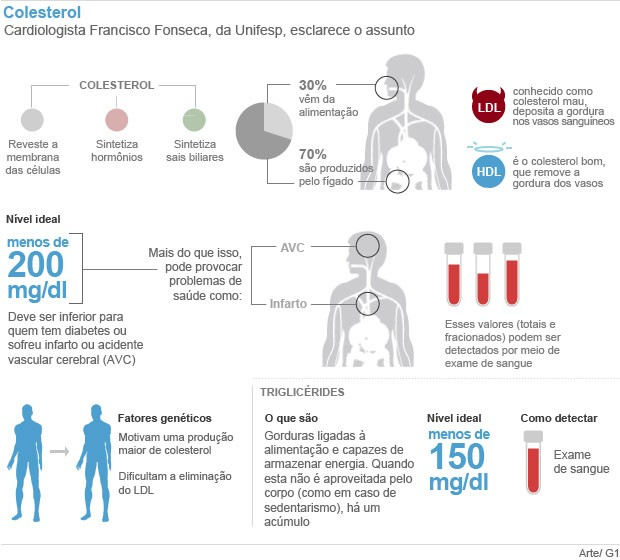 Colesterol
Cardiologista Francisco Fonseca, da Unifesp, esclarece o assunto
COLESTEROL
Reveste a
membrana
das células
Sintetiza
hormônios
Sintetiza
sais biliares
30%
vêm da
alimentação
70%
são produzidos
pelo fígado
LDL
conhecido como
colesterol mau,
deposita a gordura
nos vasos sanguíneos
HDL
é o colesterol bom,
que remove a
gordura dos vasos
Nível ideal
menos de
200
mg/dl
Deve ser inferior para
quem tem diabetes ou
sofreu infarto ou acidente
vascular cerebral (AVC)
Mais do que isso,
pode provocar
problemas de
saúde como:
AVC
Infarto
Esses valores (totais e
fracionados) podem ser
detectados por meio de
exame de sangue
Fatores genéticos
Motivam uma produção
maior de colesterol
Dificultam a eliminação
do LDL
TRIGLICÉRIDES
O que são
Gorduras ligadas à
alimentação e capazes de
armazenar energia. Quando
esta não é aproveitada pelo
corpo (como em caso de
sedentarismo), há um
acúmulo
Nível ideal
menos de
150
mg/dl
Como detectar
Exame
de sangue
Arte/ G1